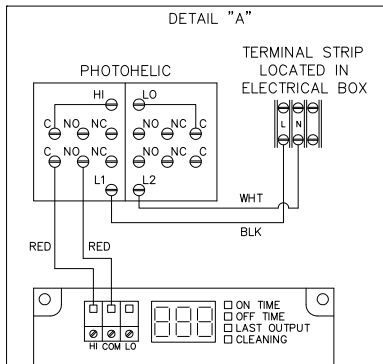 DETAIL "A"
TERMINAL STRIP
LOCATED IN
ELECTRICAL BOX
PHOTOHELIC
HI LO
L N
C NO NC NO NC C
C NO NC NO NC C
L1 L2
WHT
BLK
RED RED
ON TIME
OFF TIME
LAST OUTPUT
CLEANING
HI COM LO
888